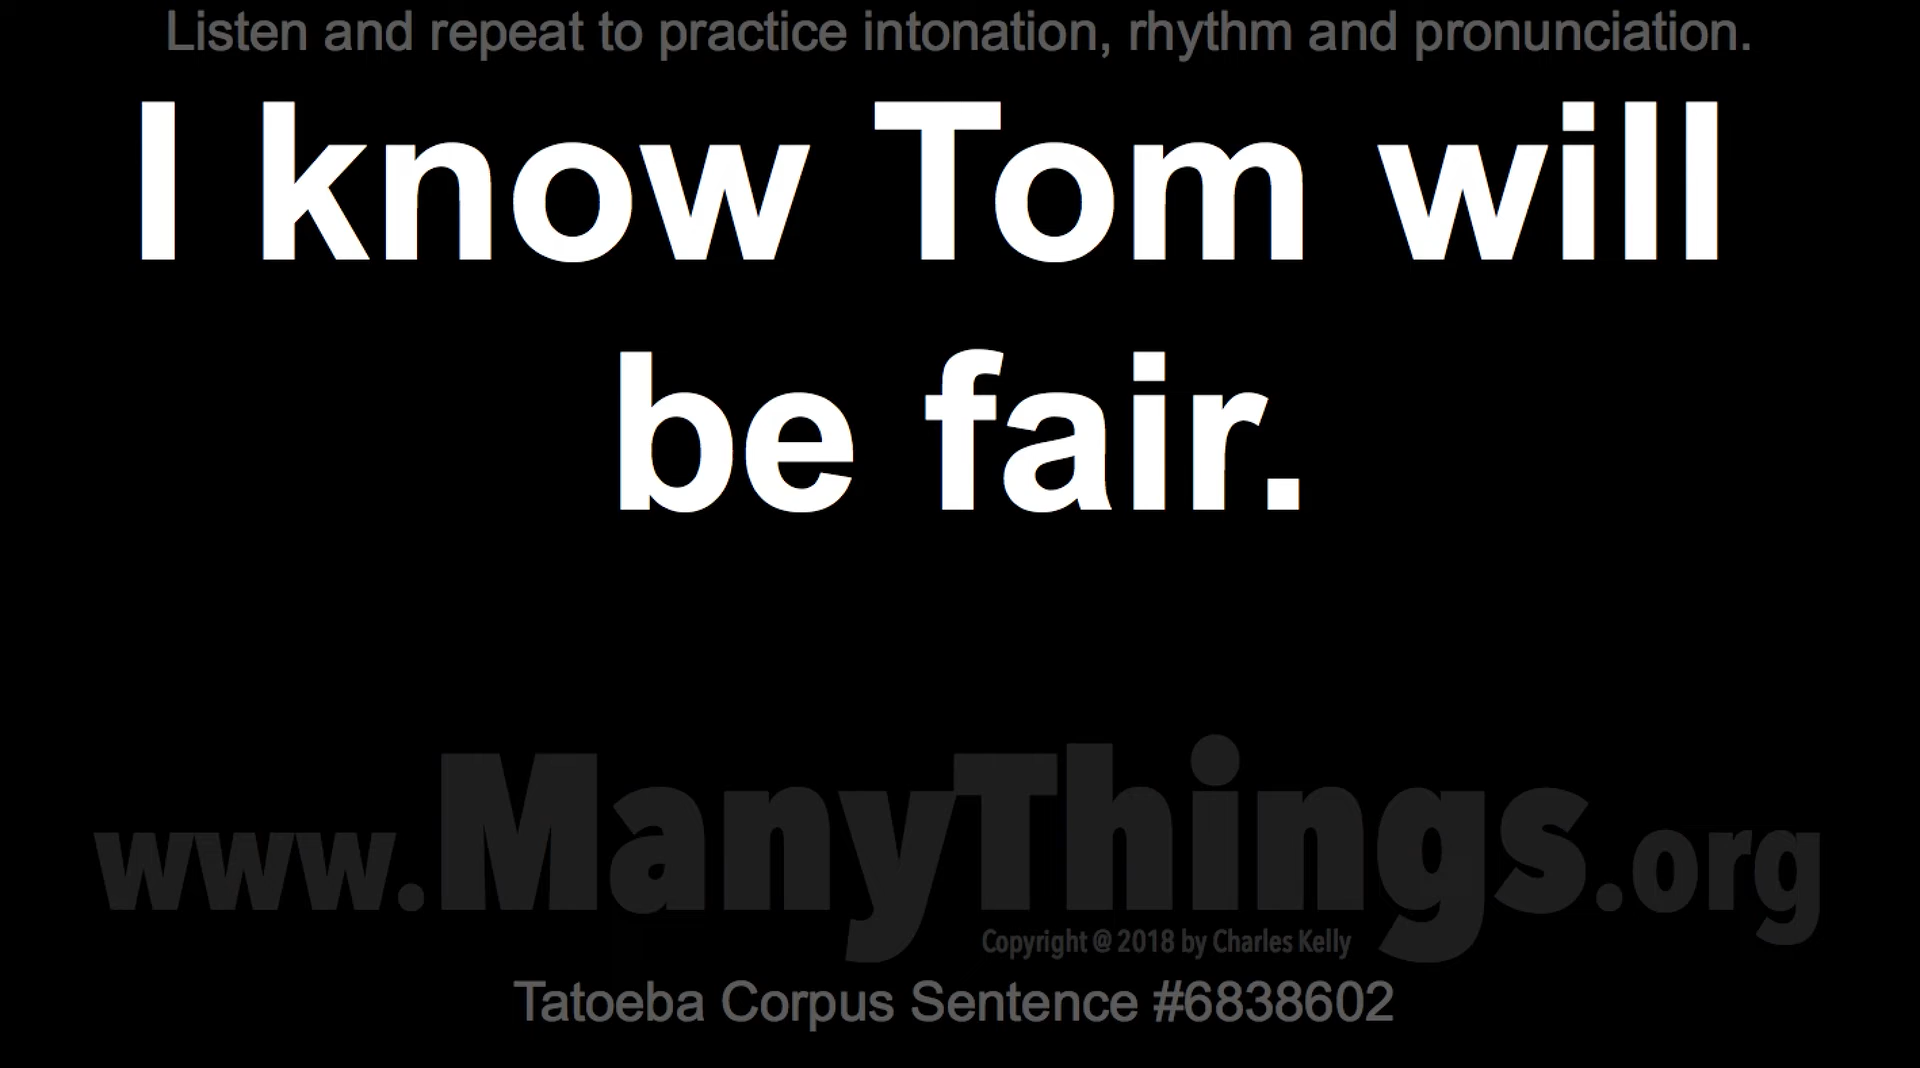 Listen and repeat to practice intonation, rhythm and pronunciation.
I know Tom will
be fair.
www.ManyThings.org
Copyright @ 2018 by Charles Kelly
Tatoeba Corpus Sentence #6838602